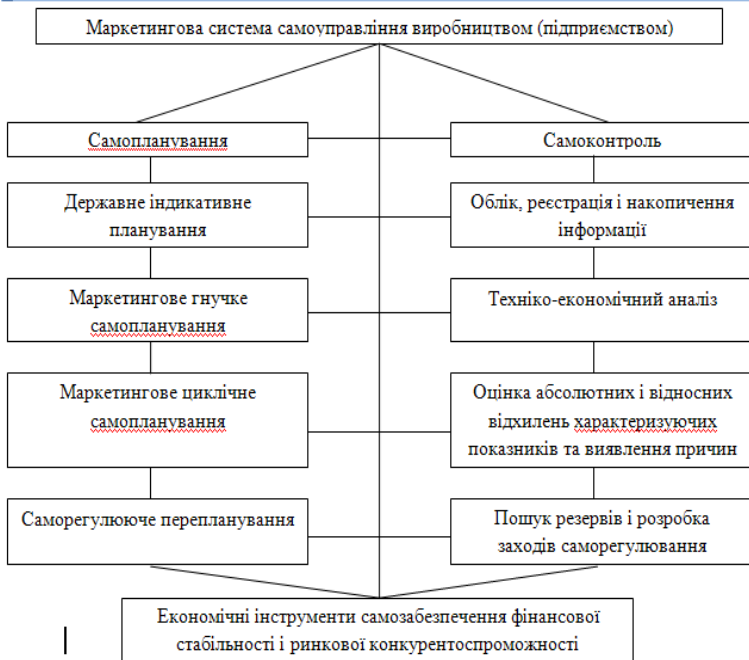 Маркетингова система самоуправління виробництвом (підприємством)
Самопланування
Самоконтроль
Державне індикативне
планування
Облік, реєстрація і накопичення
інформації
Маркетингове гнучке
самопланування
Техніко-економічний аналіз
Маркетингове циклічне
самопланування
Оцінка абсолютних і відносних
відхилень характеризуючих
показників та виявлення причин
Саморегулююче перепланування
Пошук резервів і розробка
заходів саморегулювання
Економічні інструменти самозабезпечення фінансової
стабільності і ринкової конкурентоспроможності